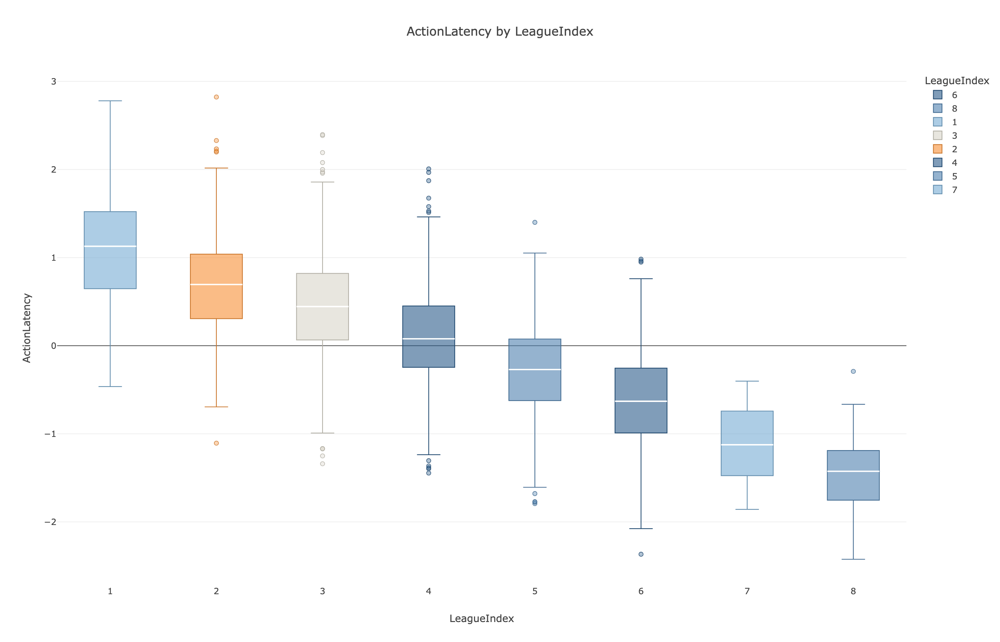 ActionLatency by LeagueIndex
3
2
1
0
−1
−2
ActionLatency
1 2 3 4 5 6 7 8
LeagueIndex
LeagueIndex
6
8
1
3
2
4
5
7